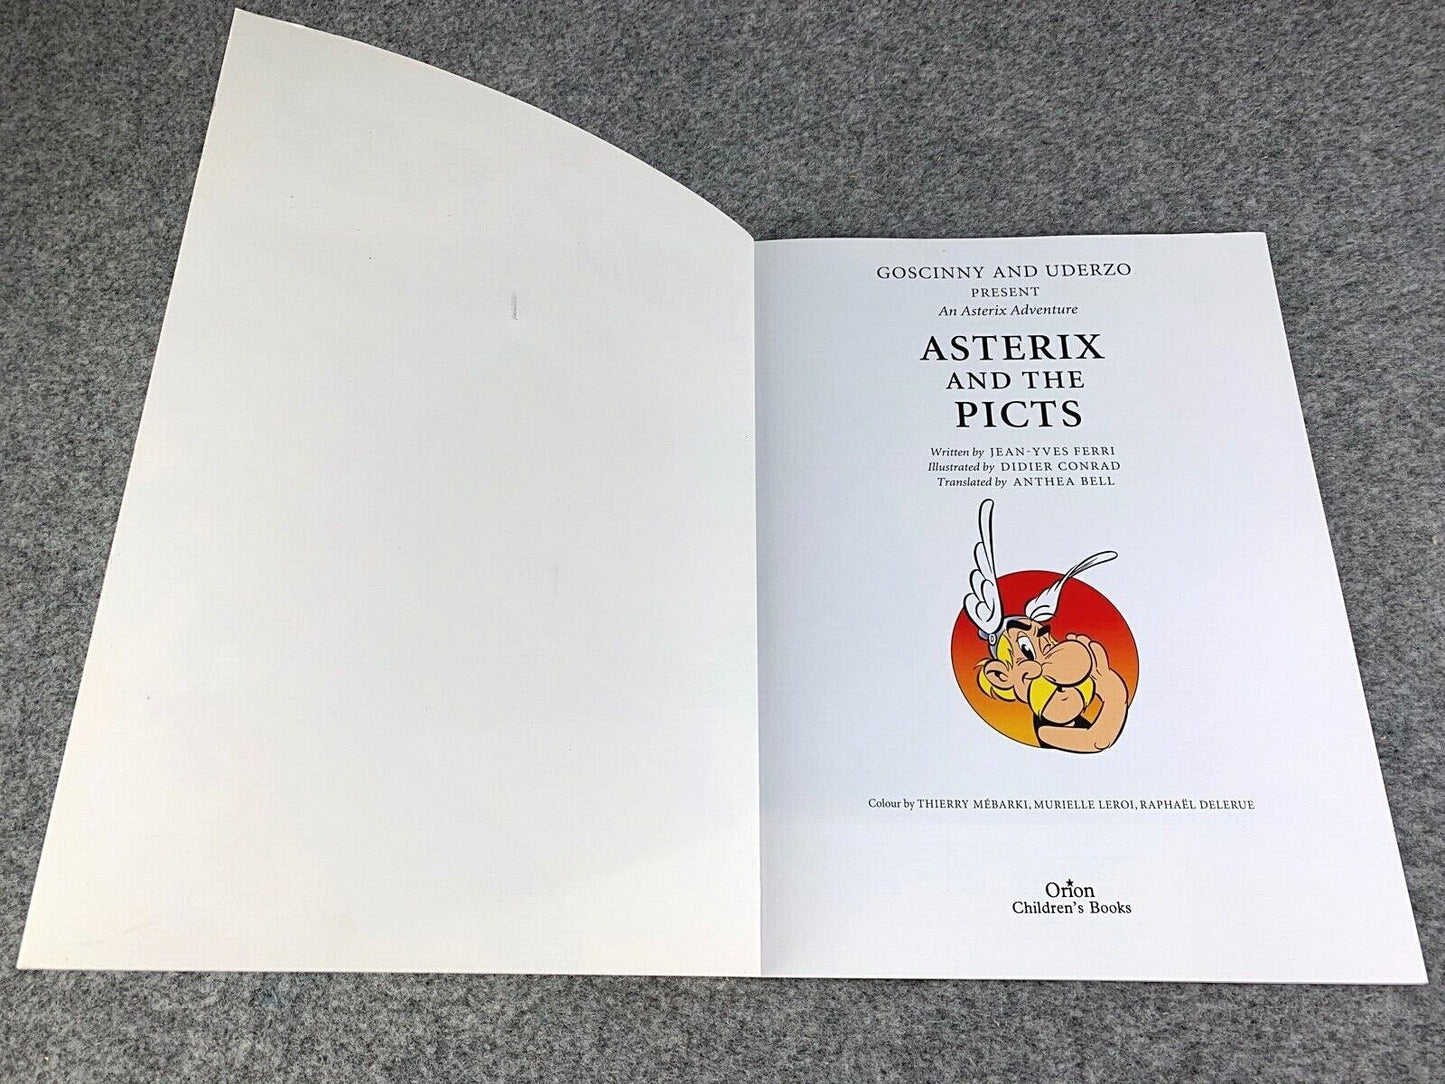 GOSCINNY AND UDERZO
PRESENT
An Asterix Adventure
ASTERIX
AND THE
PICTS
Written by JEAN-YVES FERRI
Illustrated by DIDIER CONRAD
Translated by ANTHEA BELL
Colour by THIERRY MÉBARKI, MURIELLE LEROI, RAPHAËL DELERUE
Orion
Children's Books